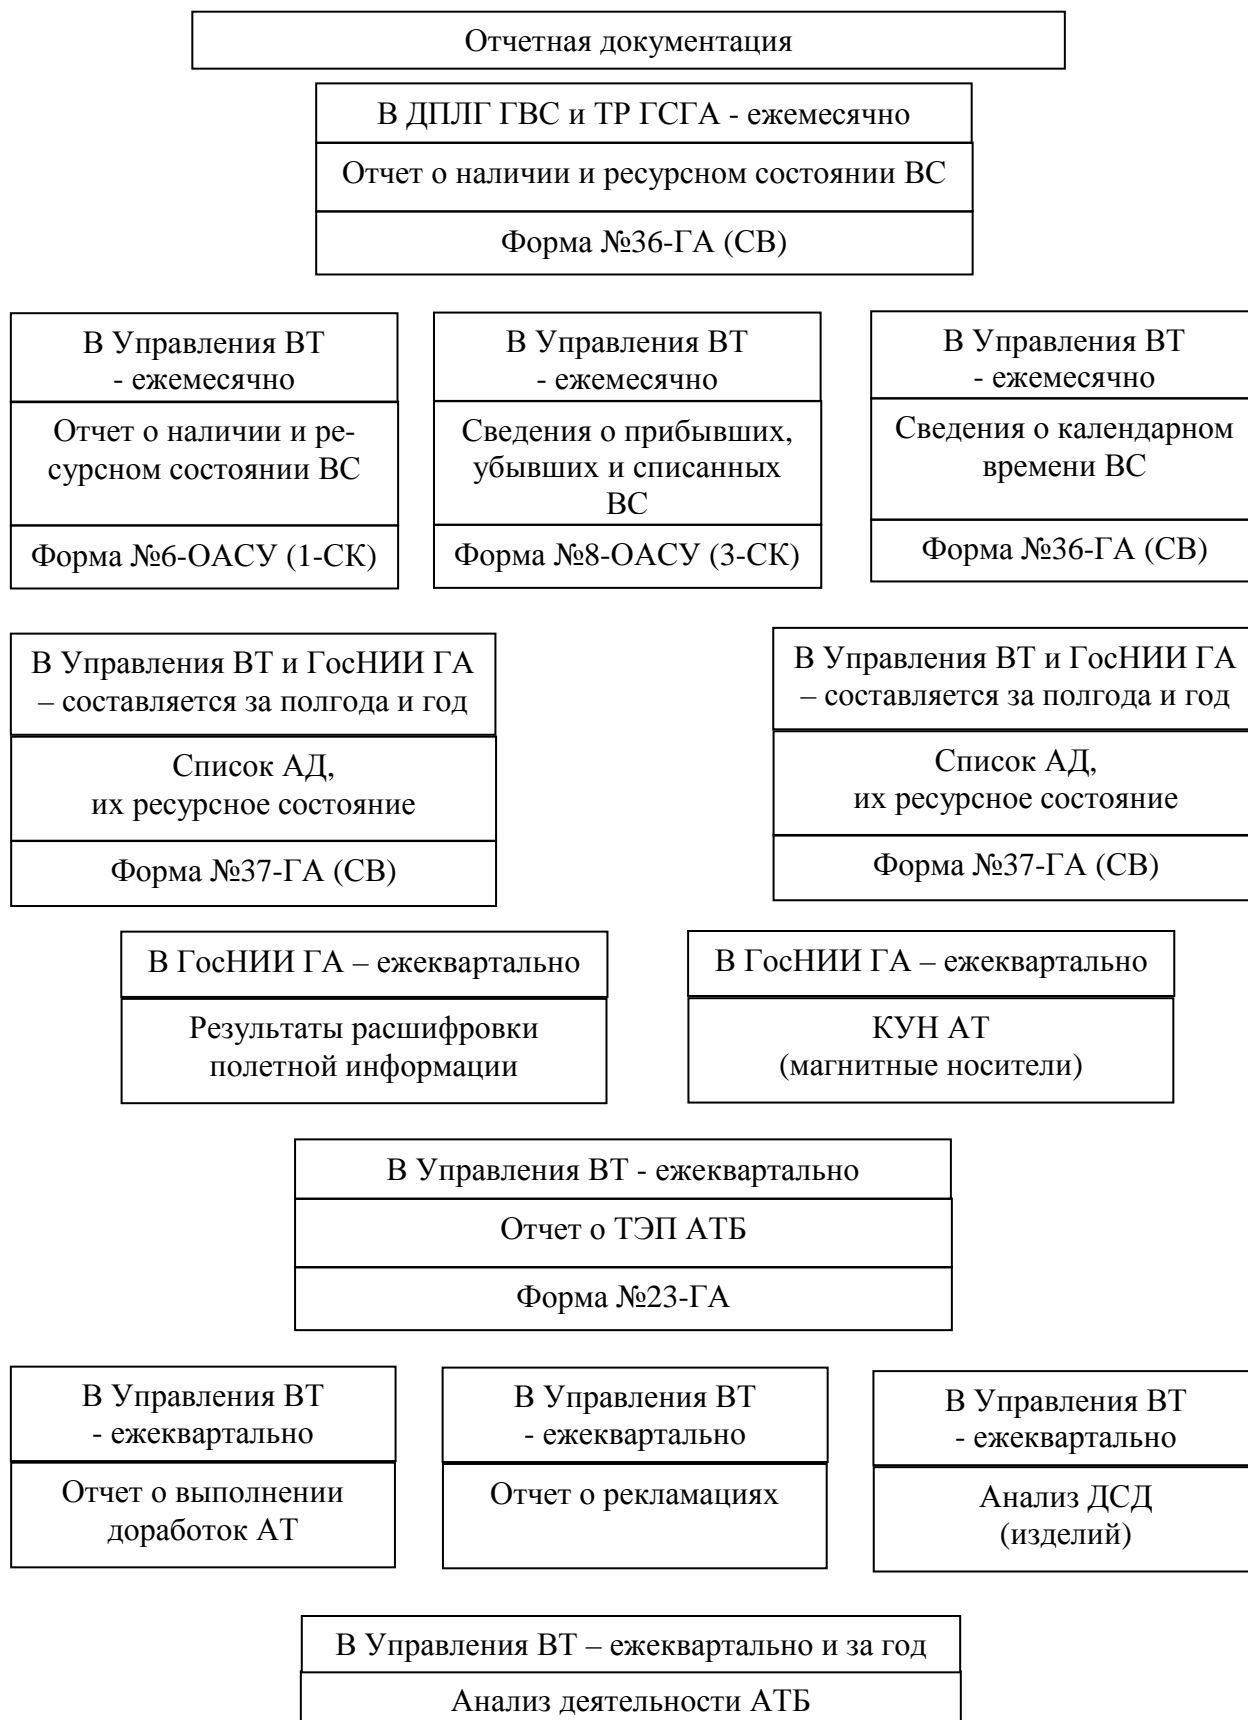 Отчетная документация
В ДПЛГ ГВС и ТР ГСГА - ежемесячно
Отчет о наличии и ресурсном состоянии ВС
Форма №36-ГА (СВ)
В Управления ВТ
- ежемесячно
Отчет о наличии и ре-
сурсном состоянии ВС
Форма №6-ОАСУ (1-СК)
В Управления ВТ
- ежемесячно
Сведения о прибывших,
убывших и списанных
ВС
Форма №8-ОАСУ (3-СК)
В Управления ВТ
- ежемесячно
Сведения о календарном
времени ВС
Форма №36-ГА (СВ)
В Управления ВТ и ГосНИИ ГА
– составляется за полгода и год
Список АД,
их ресурсное состояние
Форма №37-ГА (СВ)
В Управления ВТ и ГосНИИ ГА
– составляется за полгода и год
Список АД,
их ресурсное состояние
Форма №37-ГА (СВ)
В ГосНИИ ГА – ежеквартально
Результаты расшифровки
полетной информации
В ГосНИИ ГА – ежеквартально
КУН АТ
(магнитные носители)
В Управления ВТ - ежеквартально
Отчет о ТЭП АТБ
Форма №23-ГА
В Управления ВТ
- ежеквартально
Отчет о выполнении
доработок АТ
В Управления ВТ
- ежеквартально
Отчет о рекламациях
В Управления ВТ
- ежеквартально
Анализ ДСД
(изделий)
В Управления ВТ – ежеквартально и за год
Анализ деятельности АТБ